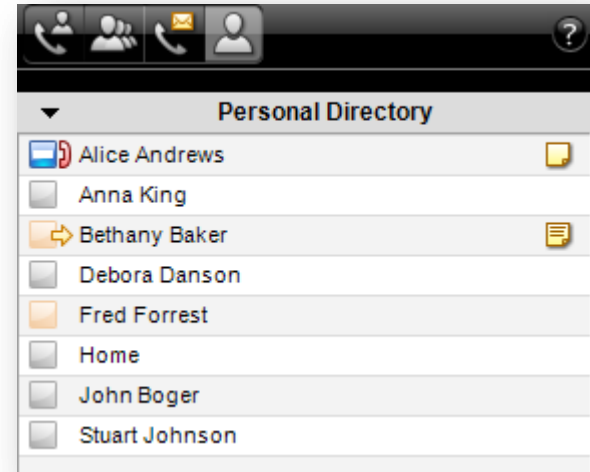 ?
Personal Directory
Alice Andrews
Anna King
Bethany Baker
Debora Danson
Fred Forrest
Home
John Boger
Stuart Johnson